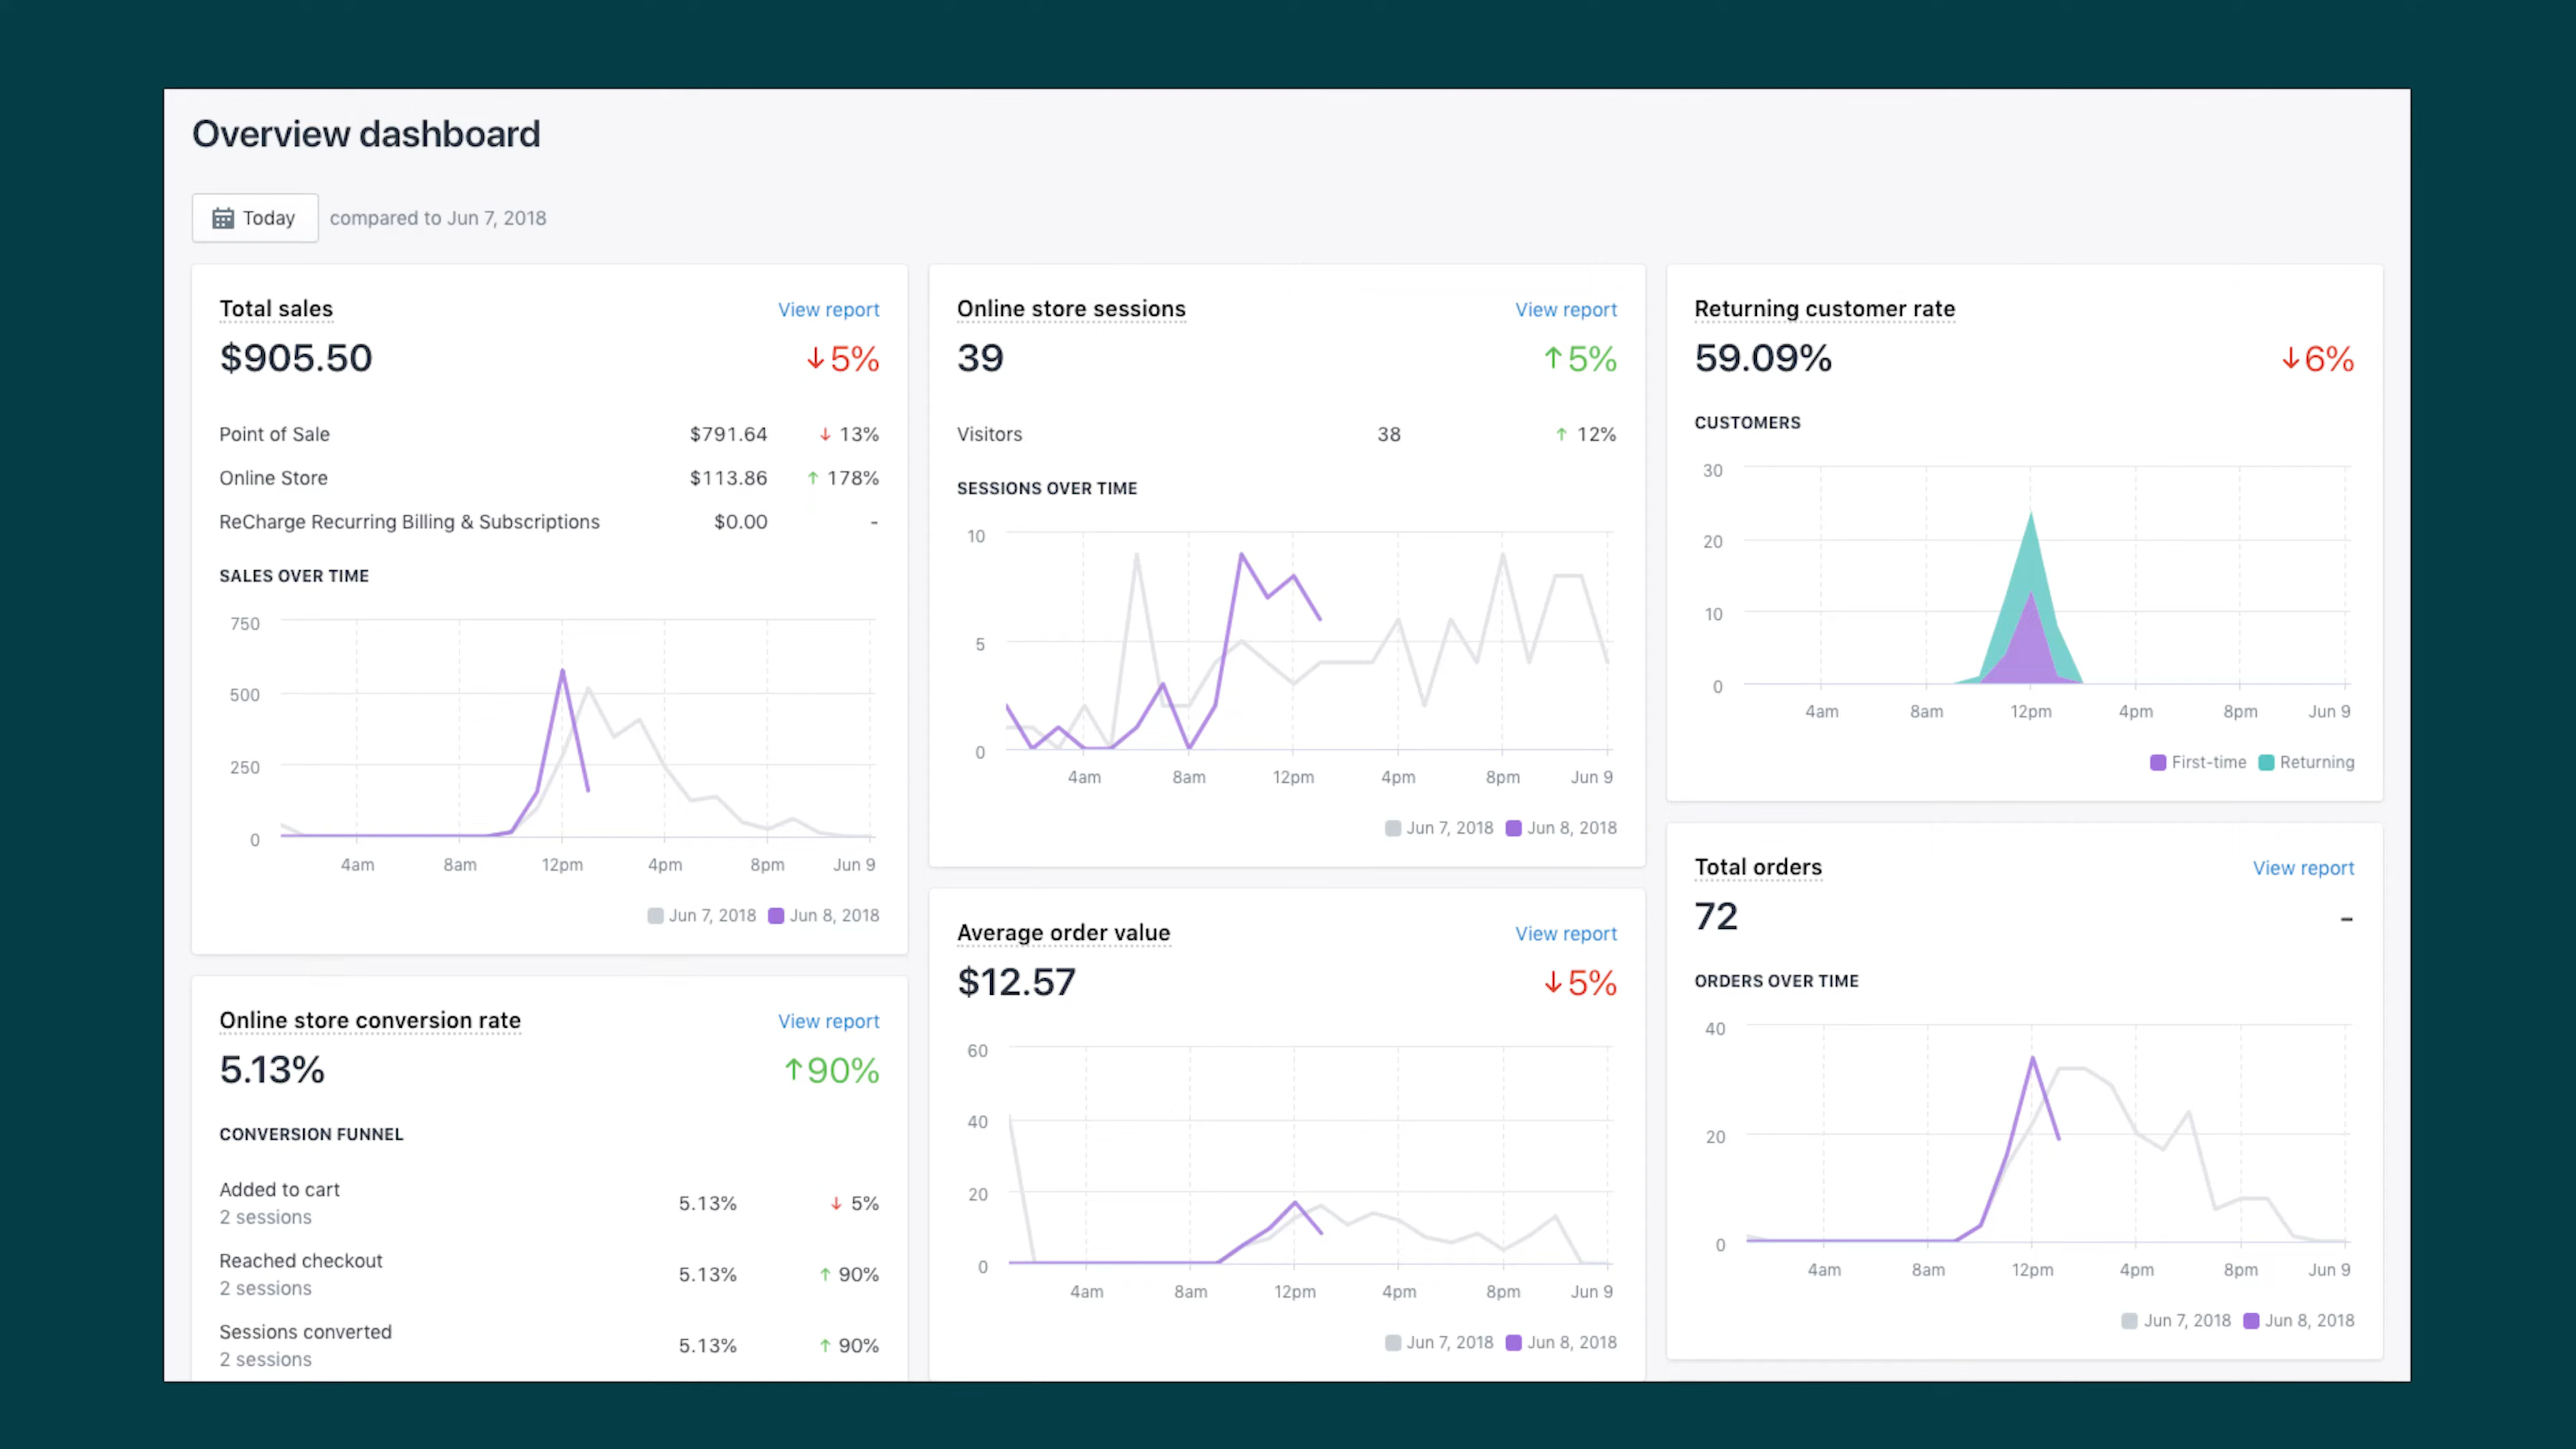 Overview dashboard
Today compared to Jun 7, 2018
Total sales View report
$905.50 ↓5%
Point of Sale $791.64 ↓ 13%
Online Store $113.86 ↑ 178%
ReCharge Recurring Billing & Subscriptions $0.00 -
SALES OVER TIME
750
500
250
0
4am 8am 12pm 4pm 8pm Jun 9
Jun 7, 2018 Jun 8, 2018
Online store conversion rate View report
5.13% ↑90%
CONVERSION FUNNEL
Added to cart 5.13% ↓ 5%
2 sessions
Reached checkout 5.13% ↑ 90%
2 sessions
Sessions converted 5.13% ↑ 90%
2 sessions
Online store sessions View report
39 ↑5%
Visitors 38 ↑ 12%
SESSIONS OVER TIME
10
5
0
4am 8am 12pm 4pm 8pm Jun 9
Jun 7, 2018 Jun 8, 2018
Average order value View report
$12.57 ↓5%
60
40
20
0
4am 8am 12pm 4pm 8pm Jun 9
Jun 7, 2018 Jun 8, 2018
Returning customer rate
59.09% ↓6%
CUSTOMERS
30
20
10
0
4am 8am 12pm 4pm 8pm Jun 9
First-time Returning
Total orders View report
72 -
ORDERS OVER TIME
40
20
0
4am 8am 12pm 4pm 8pm Jun 9
Jun 7, 2018 Jun 8, 2018